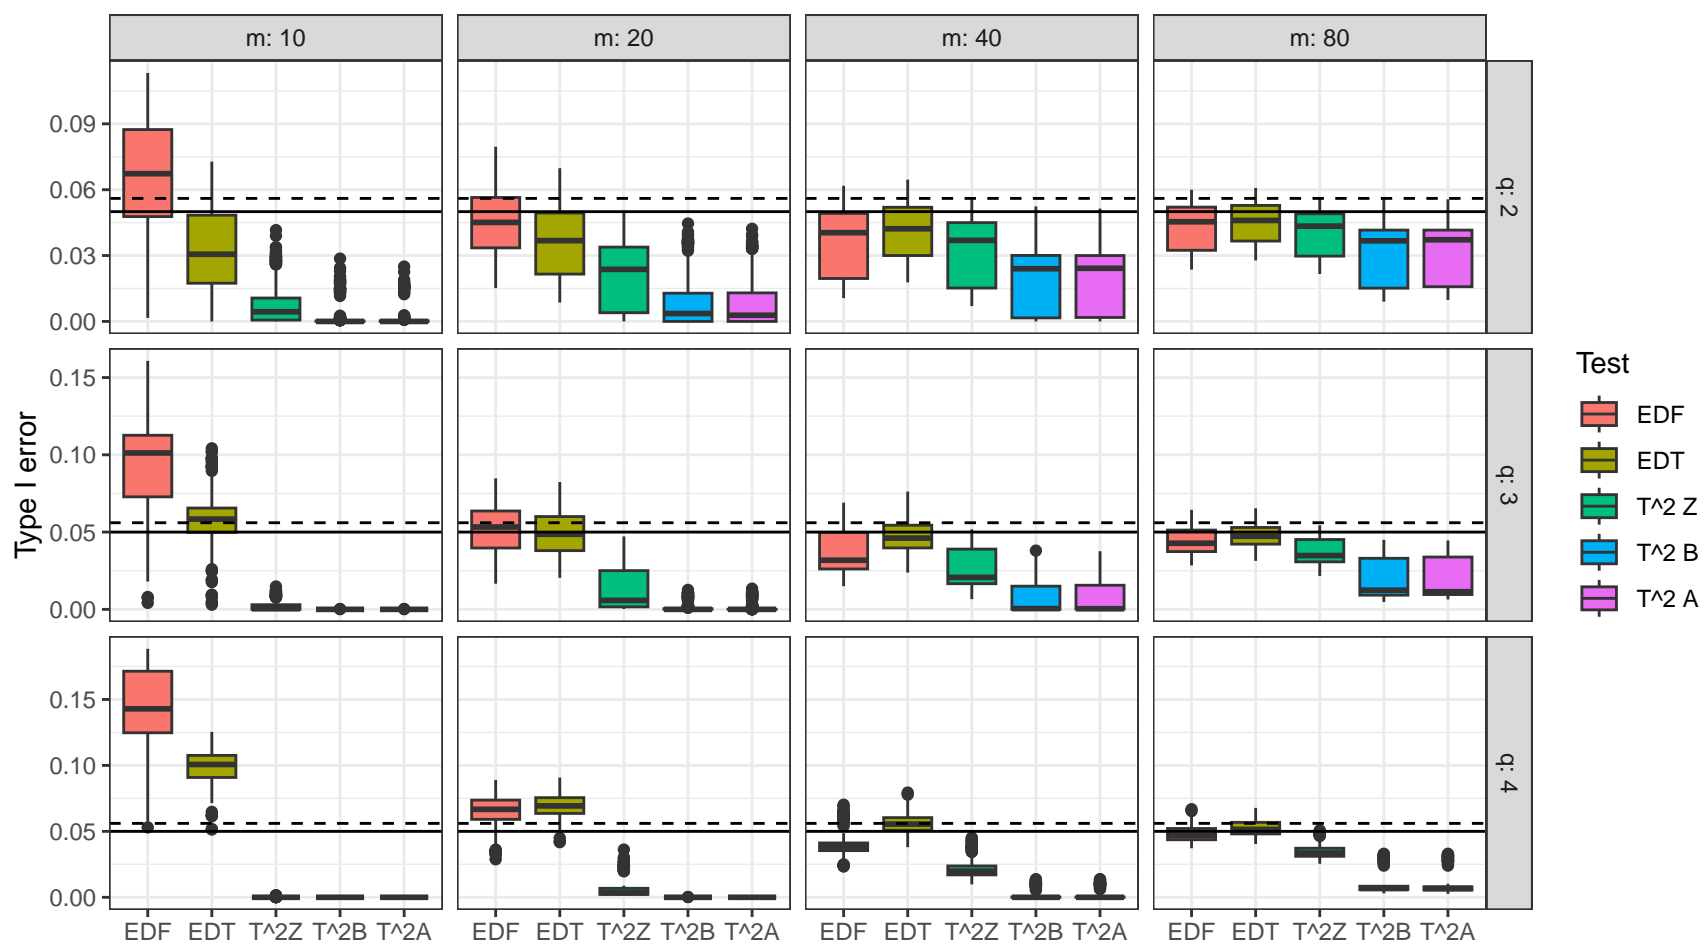 m: 10 m: 20 m: 40 m: 80
Type I error
0.09
0.06
0.03
0.00
q: 2
0.15
0.10
0.05
0.00
q: 3
0.15
0.10
0.05
0.00
q: 4
EDF EDT T^2Z T^2B T^2A EDF EDT T^2Z T^2B T^2A EDF EDT T^2Z T^2B T^2A EDF EDT T^2Z T^2B T^2A
Test
EDF
EDT
T^2 Z
T^2 B
T^2 A